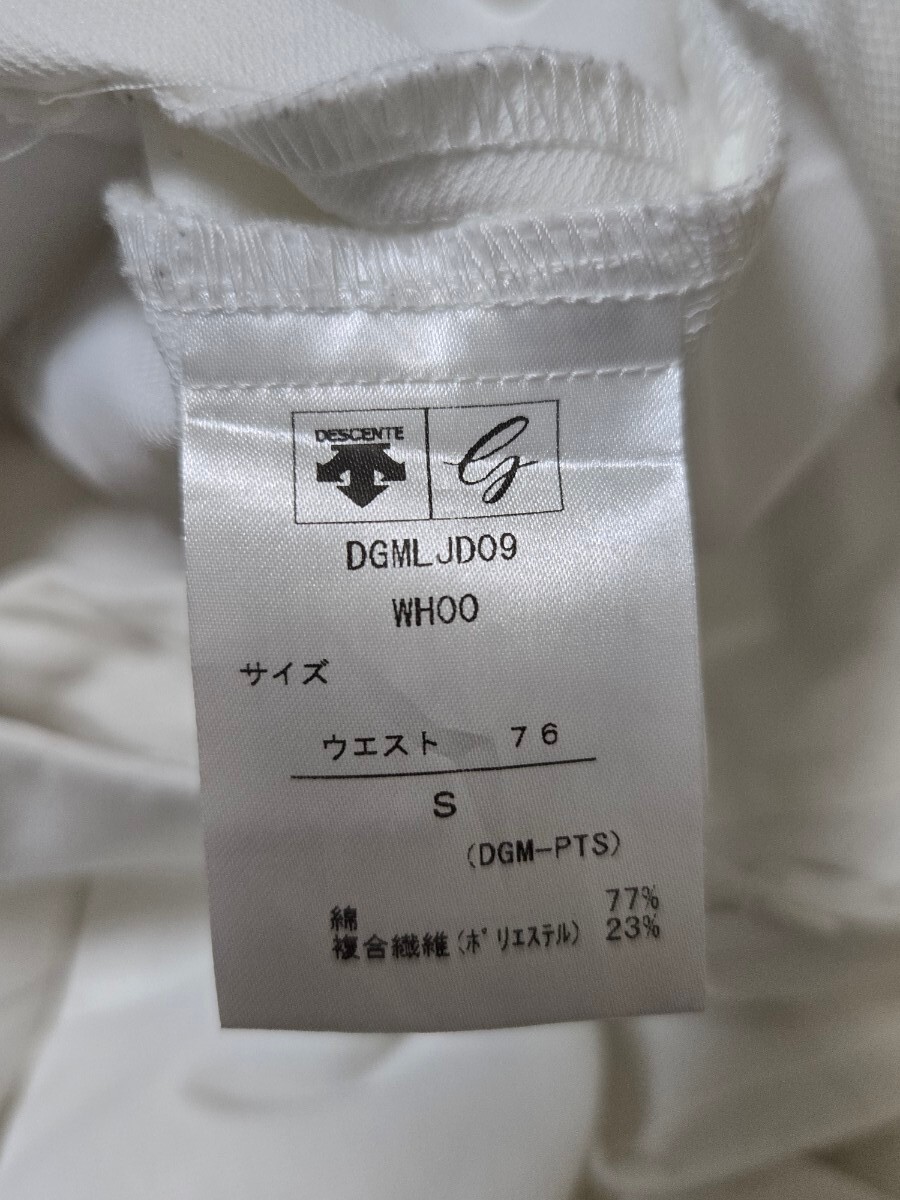 DESCENTE G
DGMLJD09
WH00
サイズ
ウエスト 76
S
(DGM-PTS)
綿 77%
複合繊維(ﾎﾟﾘｴｽﾃﾙ) 23%